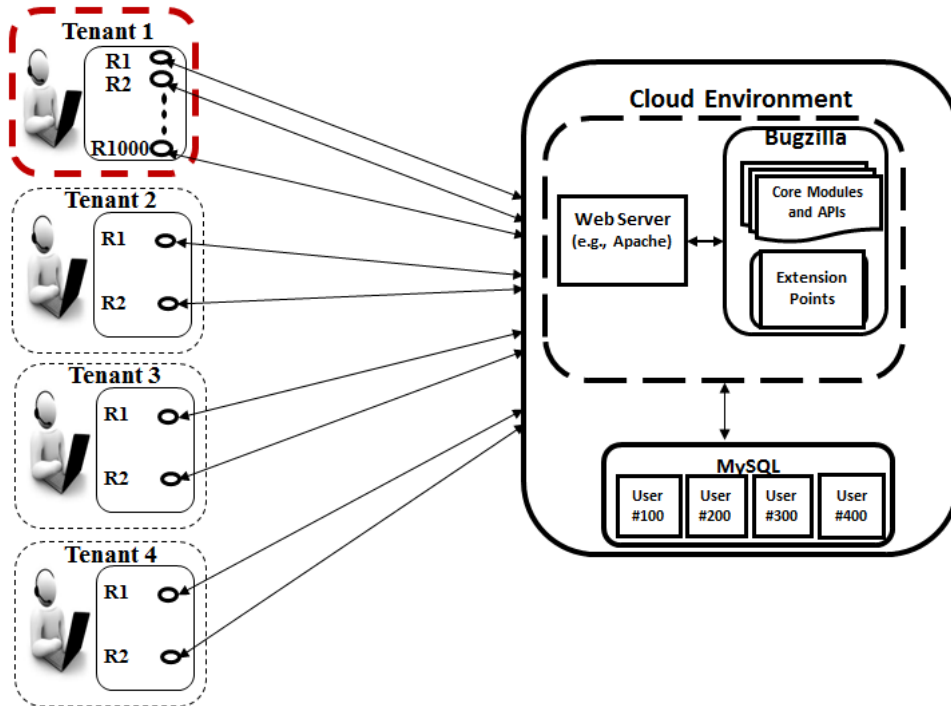 Tenant 1
R1
R2
R1000
Tenant 2
R1
R2
Tenant 3
R1
R2
Tenant 4
R1
R2
Cloud Environment
Web Server
(e.g., Apache)
Bugzilla
Core Modules
and APIs
Extension
Points
MySQL
User
#100
User
#200
User
#300
User
#400